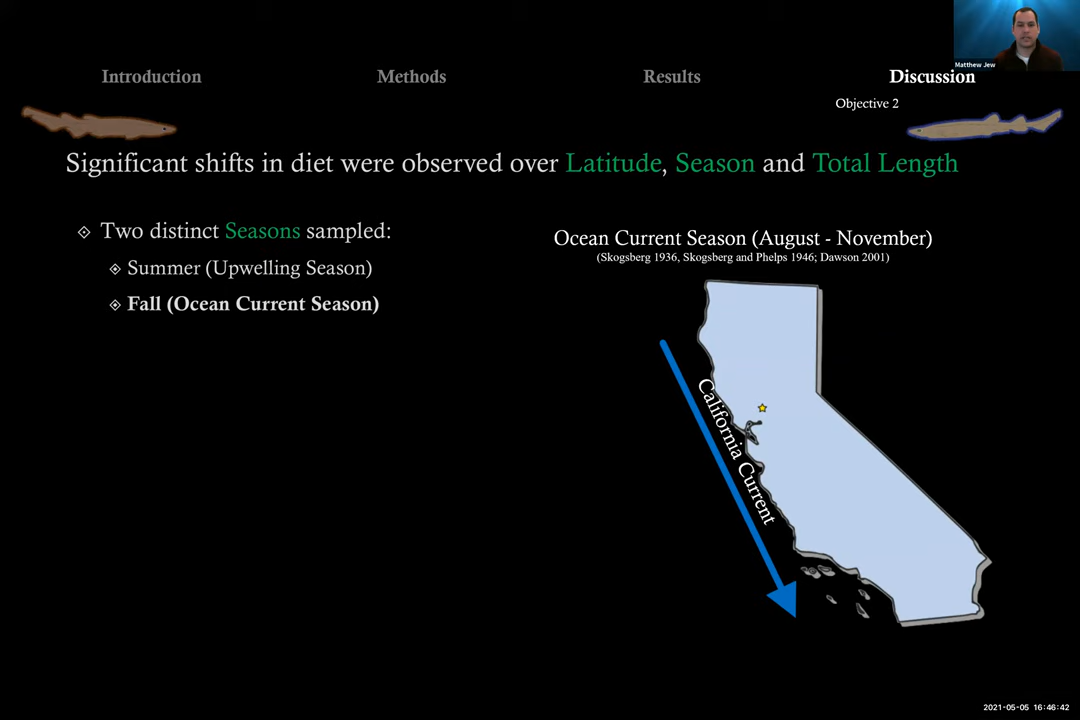 Matthew Jew
Introduction
Methods
Results
Discussion
Objective 2
Significant shifts in diet were observed over Latitude, Season and Total Length
Two distinct Seasons sampled:
Summer (Upwelling Season)
Fall (Ocean Current Season)
Ocean Current Season (August - November)
(Skogsberg 1936, Skogsberg and Phelps 1946; Dawson 2001)
California Current
2021-05-05 16:46:42